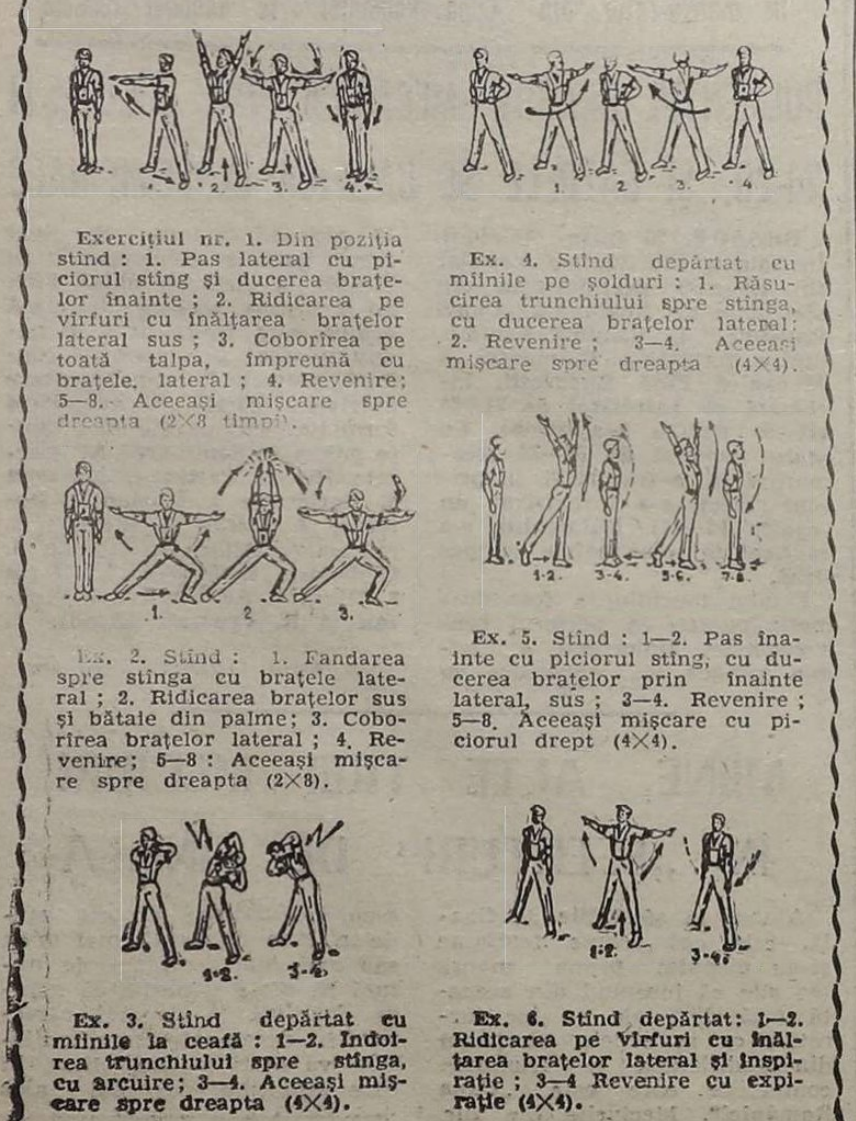 1. 2. 3. 4.
Exercițiul nr. 1. Din poziția
stînd : 1. Pas lateral cu pi-
ciorul stîng și ducerea brațe-
lor înainte ; 2. Ridicarea pe
vîrfuri cu înălțarea brațelor
lateral sus ; 3. Coborîrea pe
toată talpa, împreună cu
brațele, lateral ; 4. Revenire;
5—8. Aceeași mișcare spre
dreapta (2×8 timpi).
1. 2 3.
Ex. 2. Stînd : 1. Fandarea
spre stînga cu brațele late-
ral ; 2. Ridicarea brațelor sus
și bătaie din palme; 3. Cobo-
rîrea brațelor lateral ; 4. Re-
venire; 5—8 : Aceeași mișca-
re spre dreapta (2×8).
1-2. 3-4
Ex. 3. Stînd depărtat cu
mîinile la ceafă : 1—2. Îndoi-
rea trunchiului spre stînga,
cu arcuire; 3—4. Aceeași miș-
care spre dreapta (4×4).
1. 2 3. 4
Ex. 4. Stînd depărtat cu
mîinile pe șolduri : 1. Răsu-
cirea trunchiului spre stînga,
cu ducerea brațelor lateral:
2. Revenire ; 3—4. Aceeași
mișcare spre dreapta (4×4).
1-2. 3-4. 5-6. 7-8.
Ex. 5. Stînd : 1—2. Pas îna-
inte cu piciorul stîng, cu du-
cerea brațelor prin înainte
lateral, sus ; 3—4. Revenire ;
5—8. Aceeași mișcare cu pi-
ciorul drept (4×4).
1-2. 3-4.
Ex. 6. Stînd depărtat: 1—2.
Ridicarea pe vîrfuri cu înăl-
țarea brațelor lateral și inspi-
rație ; 3—4 Revenire cu expi-
rație (4×4).